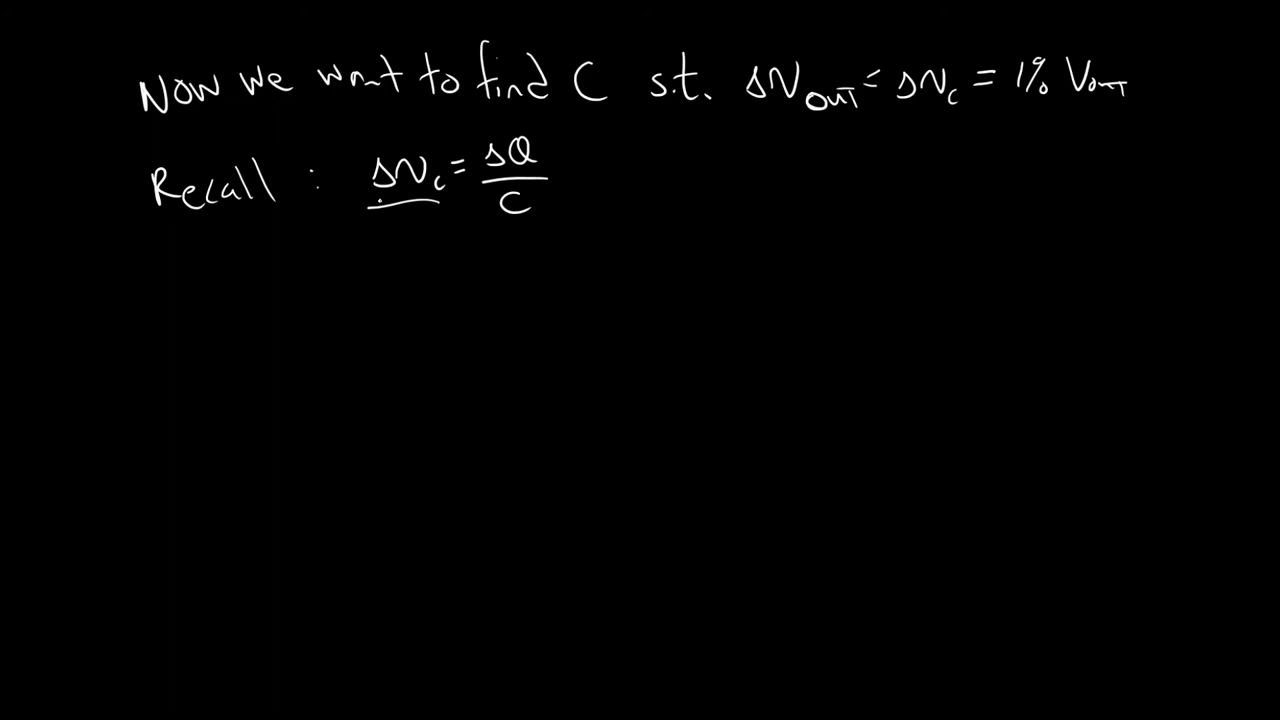 Now we want to find C s.t. ΔV_OUT = ΔV_C = 1% V_OUT
Recall : ΔV_C = ΔQ / C